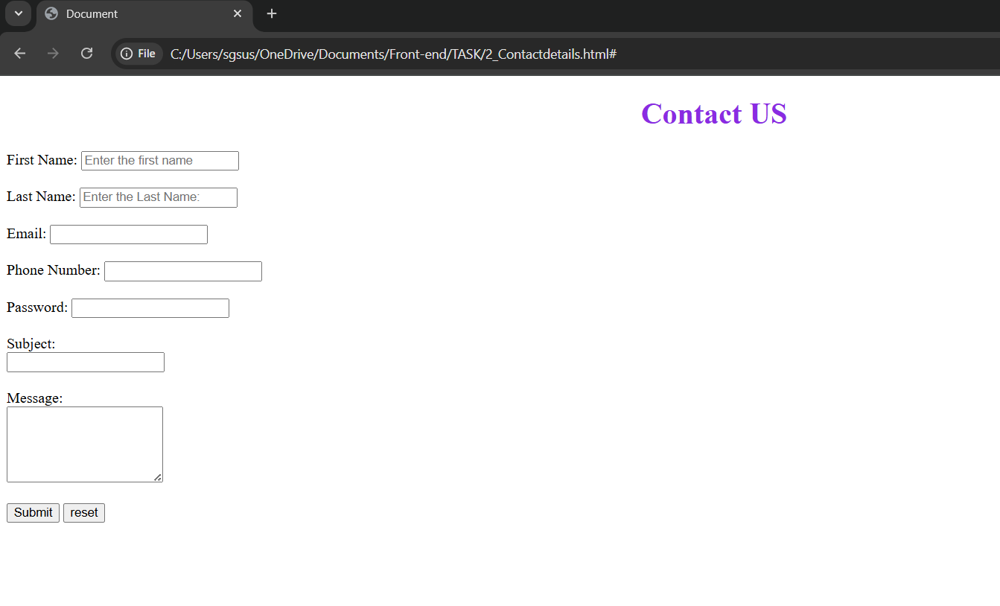 Document
File C:/Users/sgsus/OneDrive/Documents/Front-end/TASK/2_Contactdetails.html#
Contact US
First Name: Enter the first name
Last Name: Enter the Last Name:
Email:
Phone Number:
Password:
Subject:
Message:
Submit reset